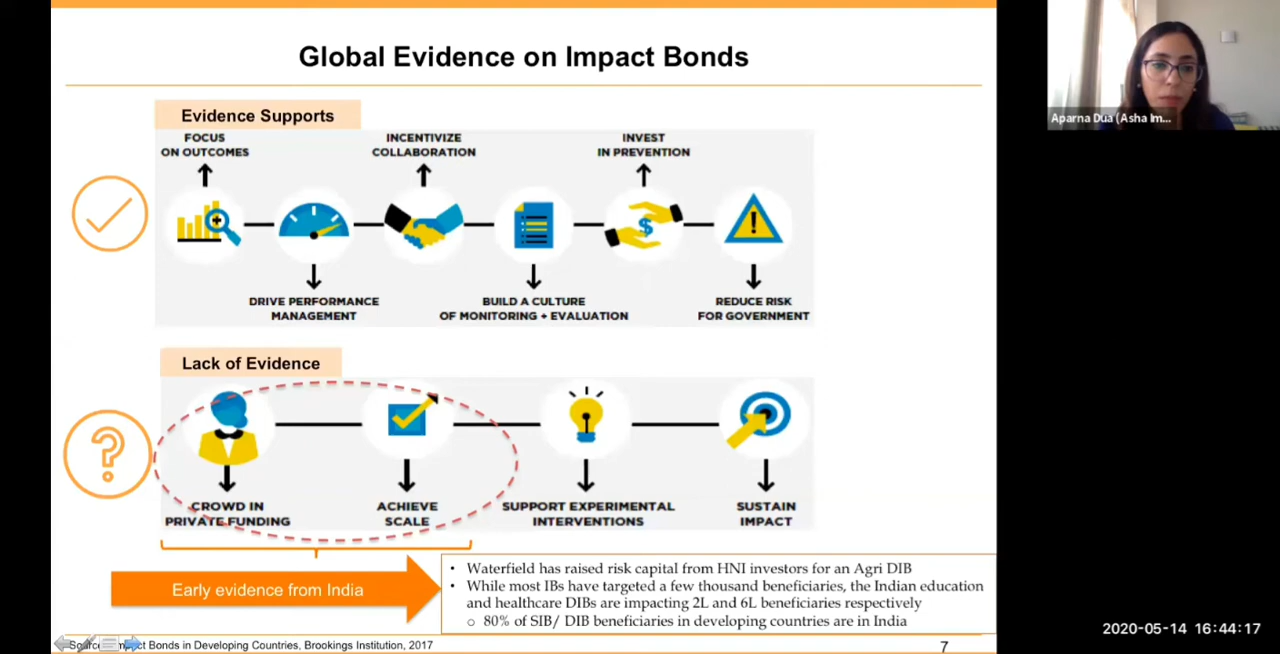 Global Evidence on Impact Bonds
Aparna Dua (Asha Im...
Evidence Supports
FOCUS
ON OUTCOMES
INCENTIVIZE
COLLABORATION
INVEST
IN PREVENTION
$
!
DRIVE PERFORMANCE
MANAGEMENT
BUILD A CULTURE
OF MONITORING + EVALUATION
REDUCE RISK
FOR GOVERNMENT
Lack of Evidence
?
CROWD IN
PRIVATE FUNDING
ACHIEVE
SCALE
SUPPORT EXPERIMENTAL
INTERVENTIONS
SUSTAIN
IMPACT
Early evidence from India
• Waterfield has raised risk capital from HNI investors for an Agri DIB
• While most IBs have targeted a few thousand beneficiaries, the Indian education
and healthcare DIBs are impacting 2L and 6L beneficiaries respectively
o 80% of SIB/ DIB beneficiaries in developing countries are in India
2020-05-14 16:44:17
Bonds in Developing Countries, Brookings Institution, 2017
7